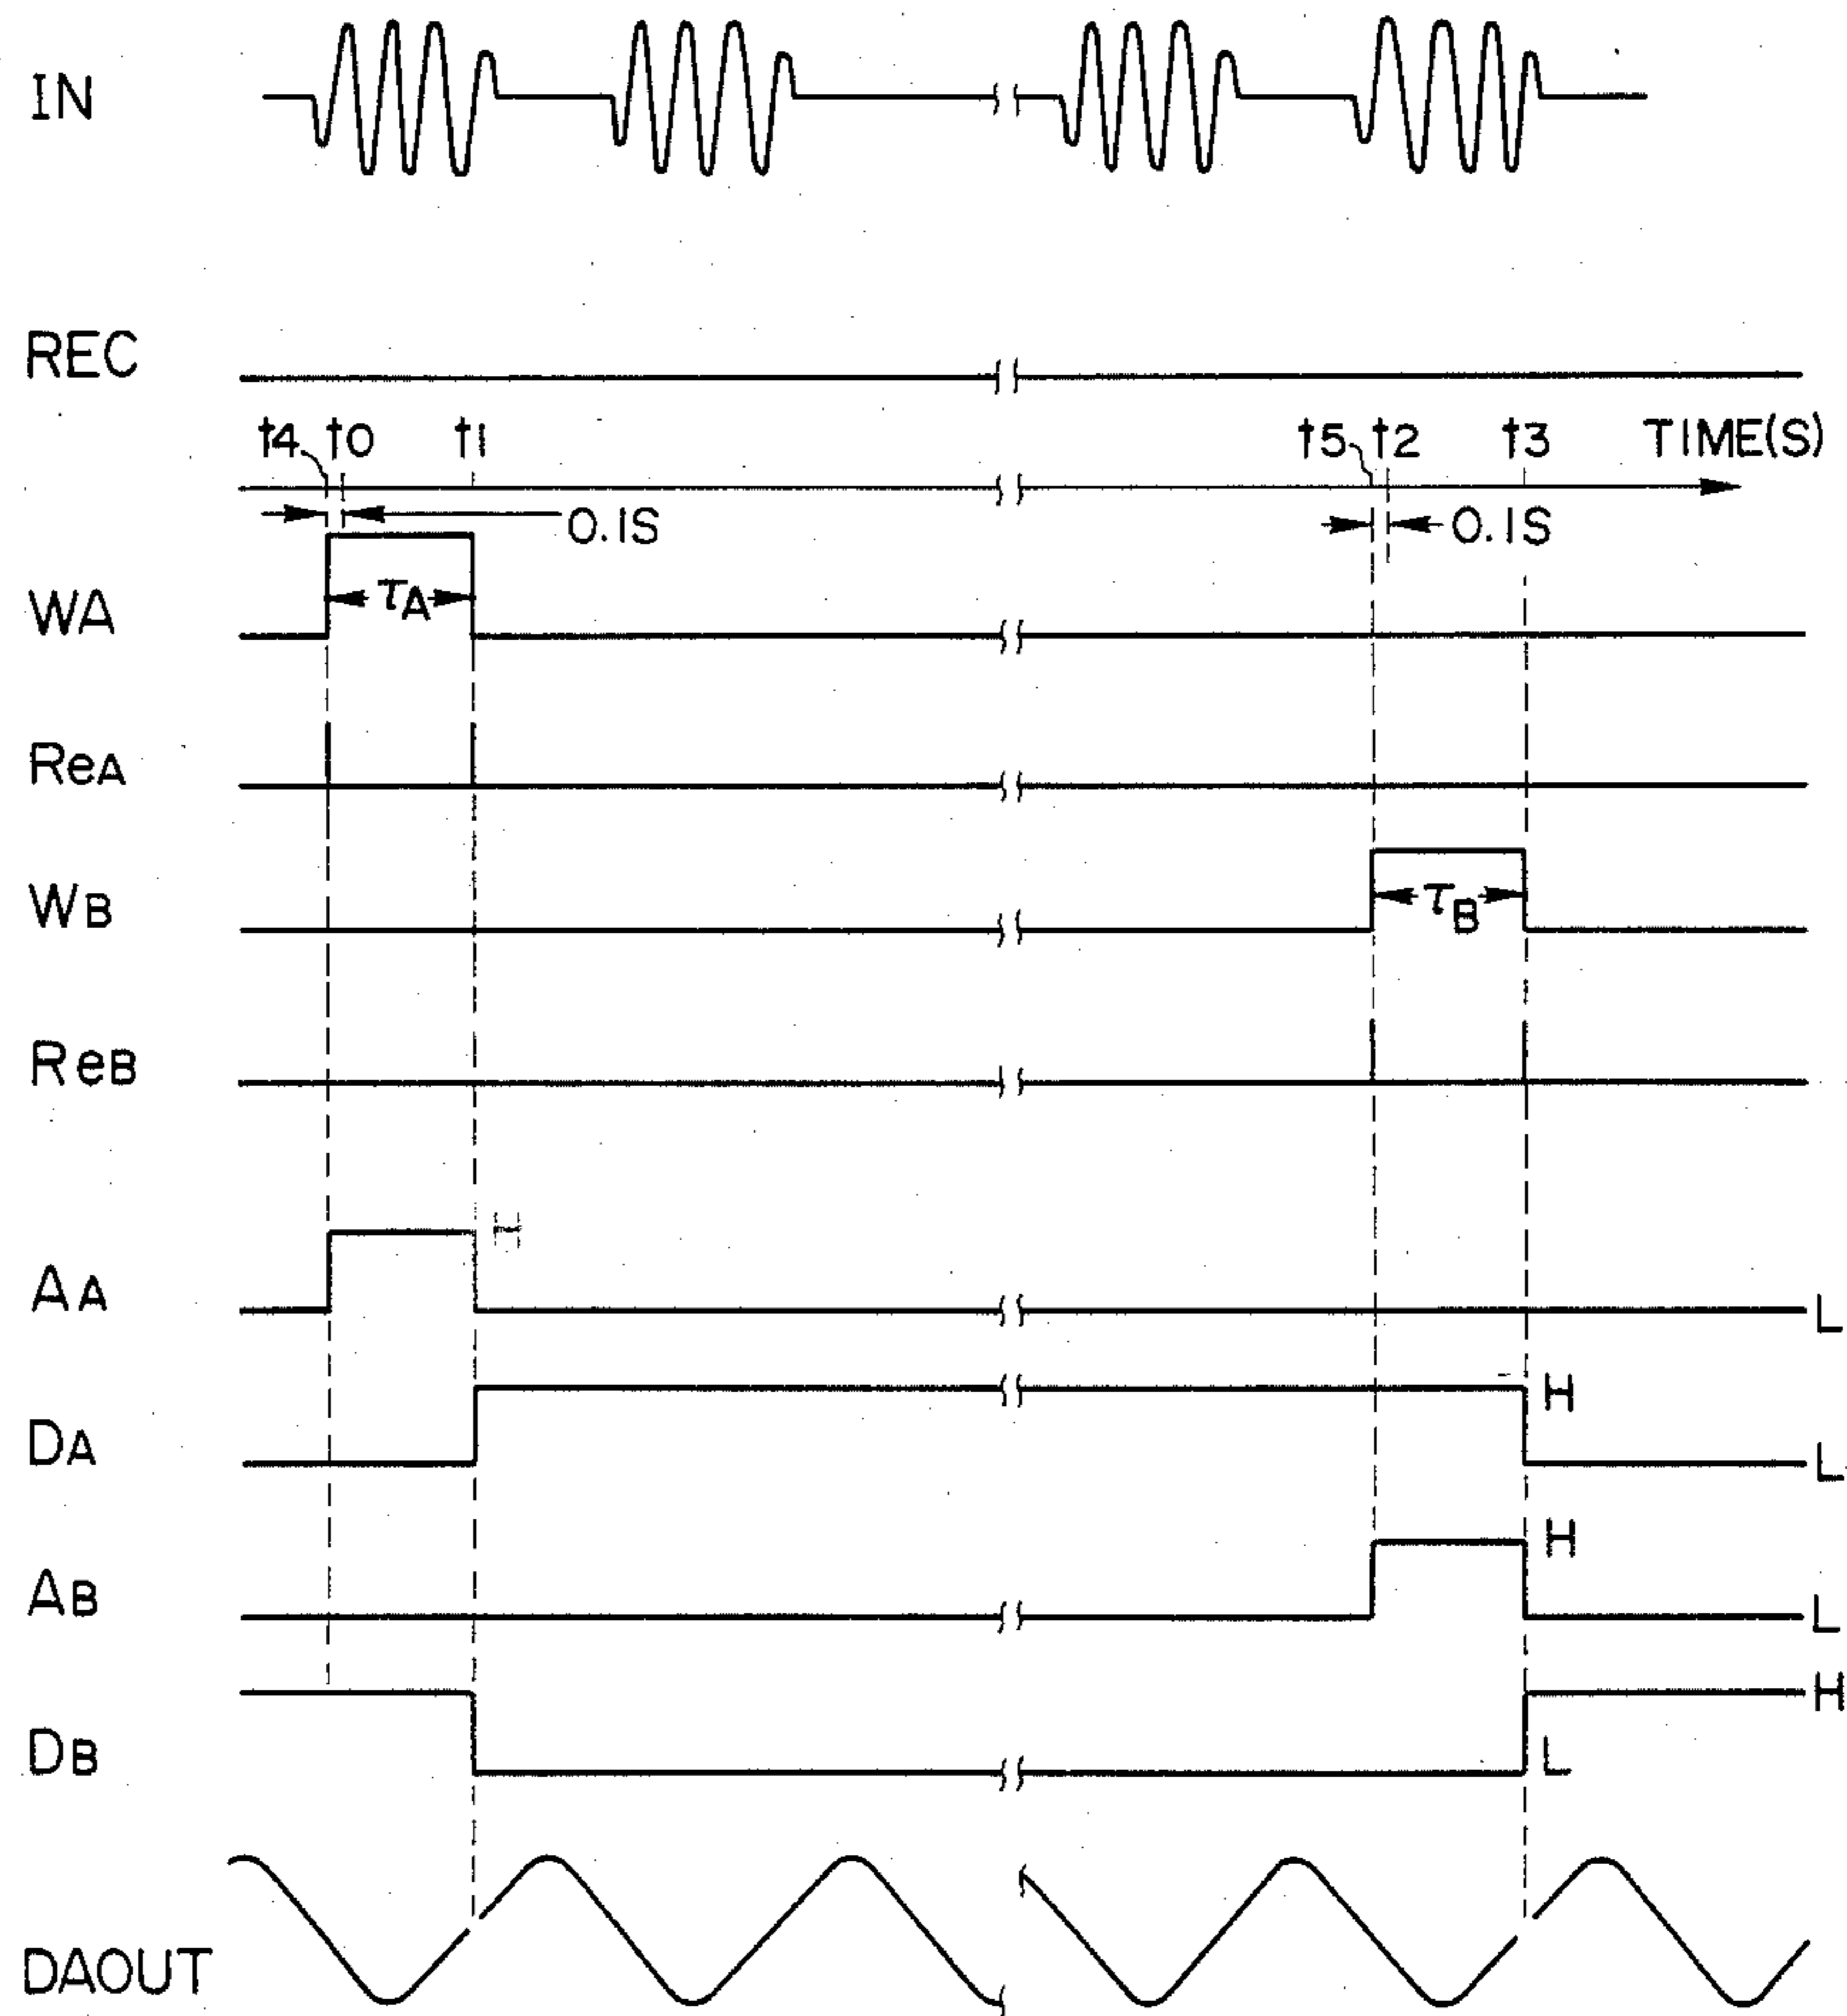 IN
REC
t4 t0 t1 t5 t2 t3 TIME(S)
0.1S 0.1S
WA τA
ReA
WB τB
ReB
H
AA L
H
DA L
H
AB L
H
DB L
DAOUT